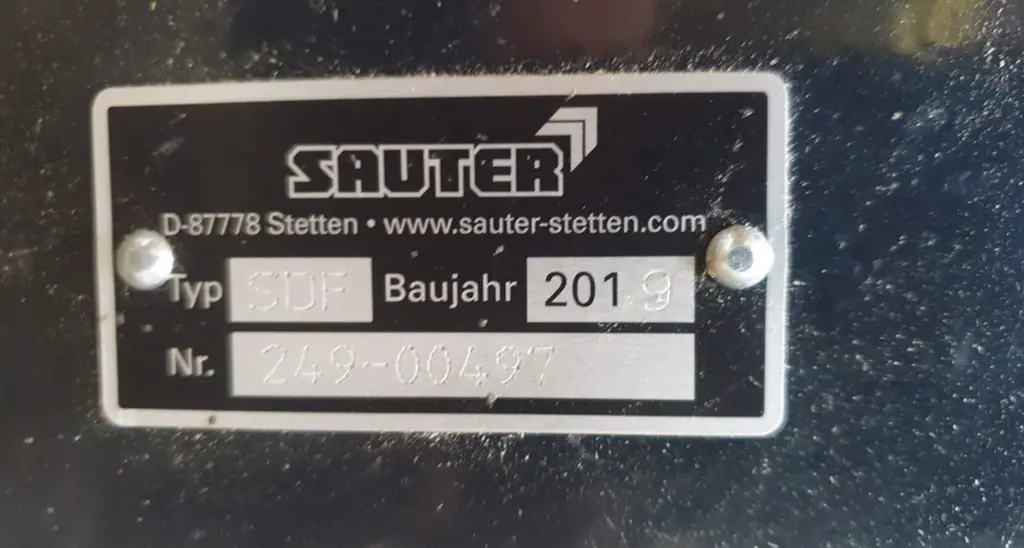 SAUTER
D-87778 Stetten • www.sauter-stetten.com
Typ SDF Baujahr 2019
Nr. 249-00497